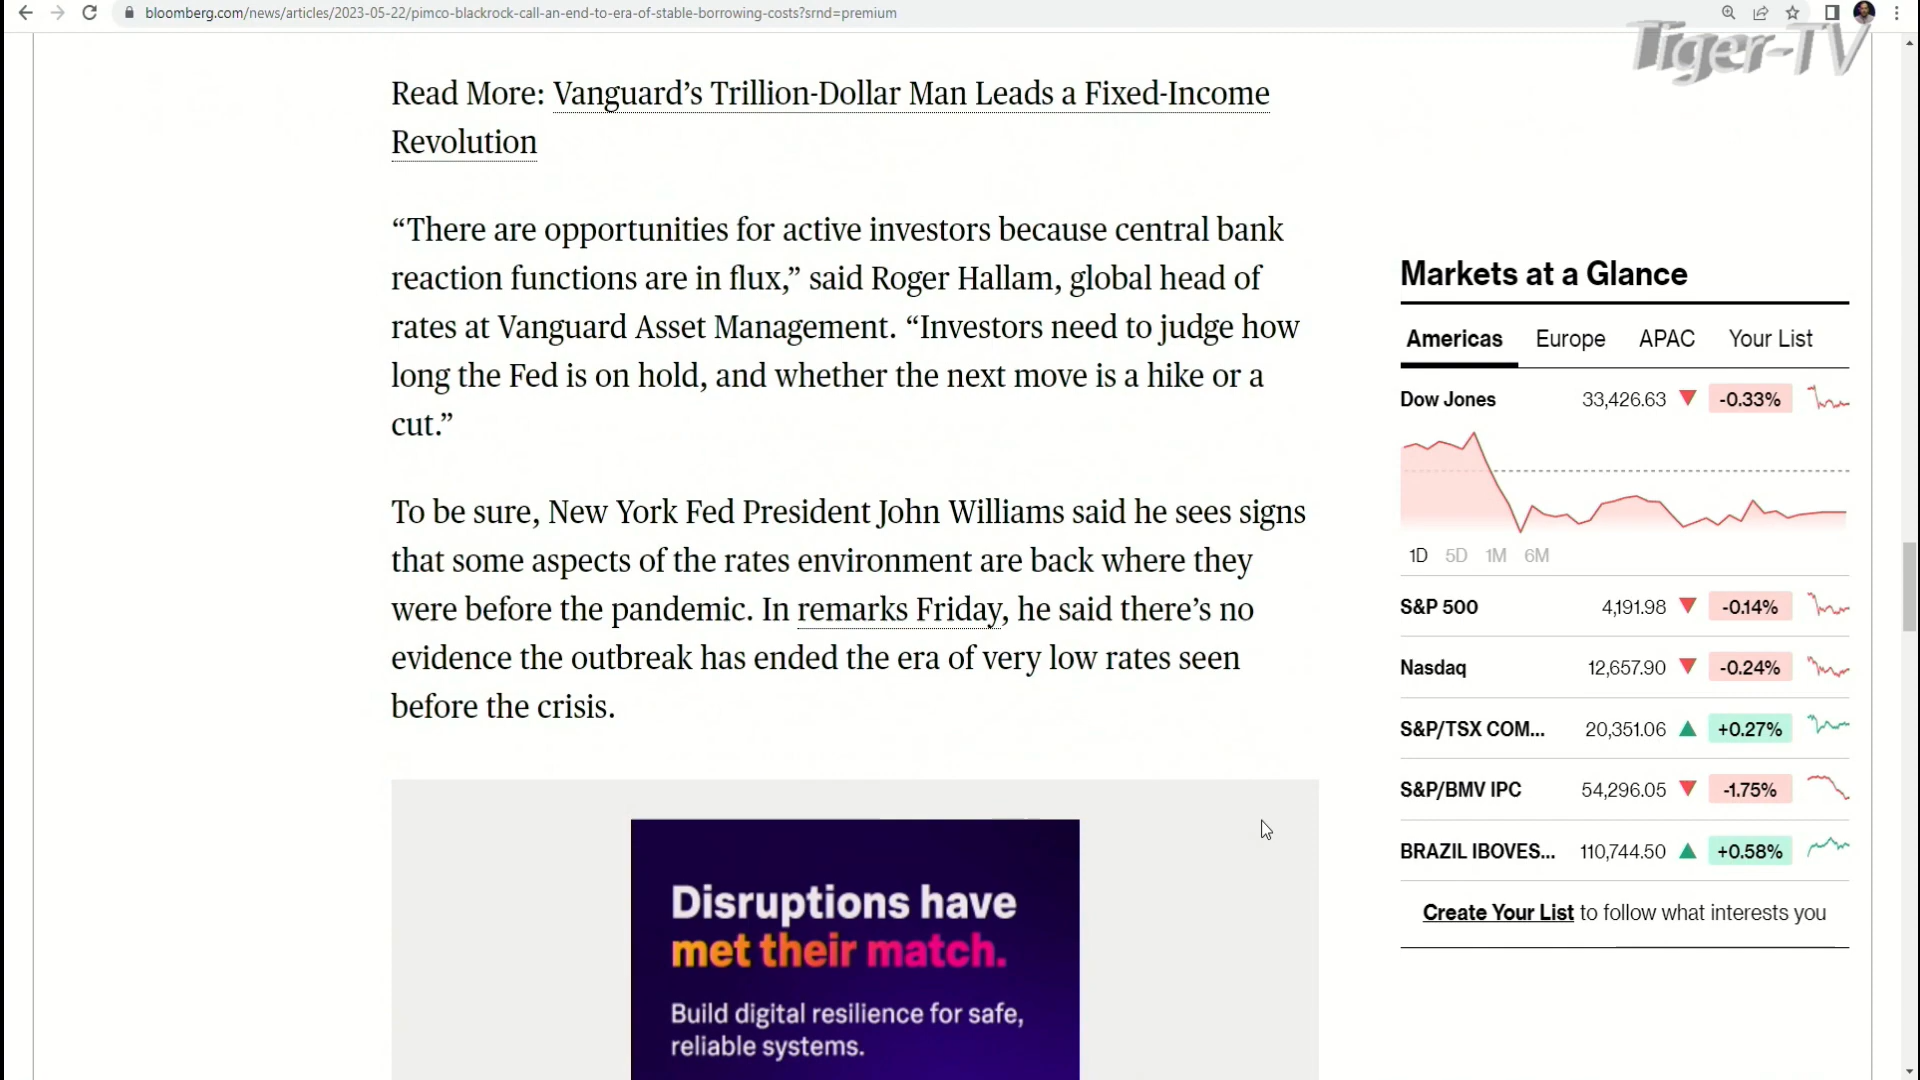 bloomberg.com/news/articles/2023-05-22/pimco-blackrock-call-an-end-to-era-of-stable-borrowing-costs?srnd=premium
Tiger-TV
Read More: Vanguard’s Trillion-Dollar Man Leads a Fixed-Income
Revolution
“There are opportunities for active investors because central bank
reaction functions are in flux,” said Roger Hallam, global head of
rates at Vanguard Asset Management. “Investors need to judge how
long the Fed is on hold, and whether the next move is a hike or a
cut.”
To be sure, New York Fed President John Williams said he sees signs
that some aspects of the rates environment are back where they
were before the pandemic. In remarks Friday, he said there’s no
evidence the outbreak has ended the era of very low rates seen
before the crisis.
Disruptions have
met their match.
Build digital resilience for safe,
reliable systems.
Markets at a Glance
Americas Europe APAC Your List
Dow Jones 33,426.63 -0.33%
1D 5D 1M 6M
S&P 500 4,191.98 -0.14%
Nasdaq 12,657.90 -0.24%
S&P/TSX COM... 20,351.06 +0.27%
S&P/BMV IPC 54,296.05 -1.75%
BRAZIL IBOVES... 110,744.50 +0.58%
Create Your List to follow what interests you